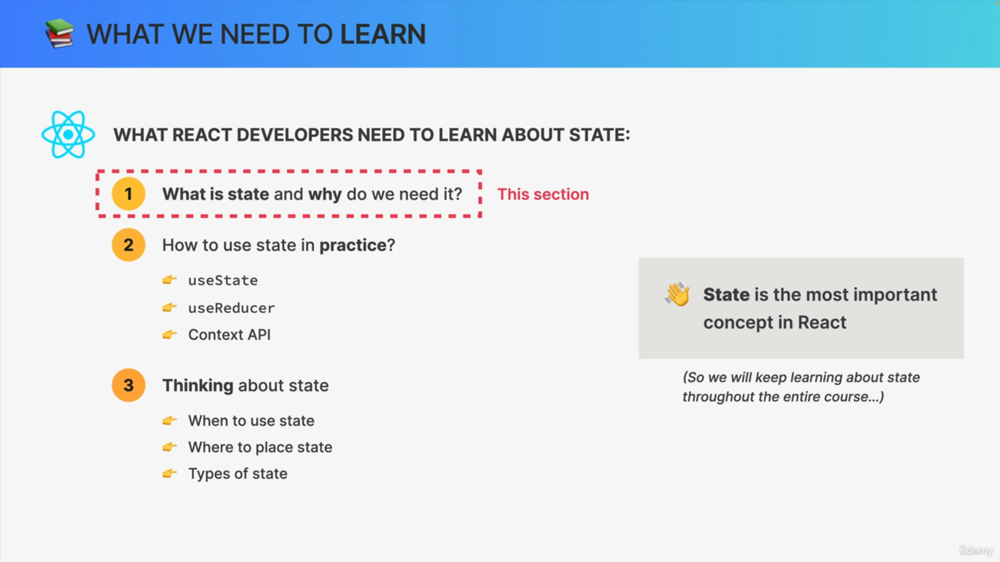 WHAT WE NEED TO LEARN
WHAT REACT DEVELOPERS NEED TO LEARN ABOUT STATE:
1 What is state and why do we need it?
This section
2 How to use state in practice?
useState
useReducer
Context API
3 Thinking about state
When to use state
Where to place state
Types of state
State is the most important
concept in React
(So we will keep learning about state
throughout the entire course...)
ûdemy